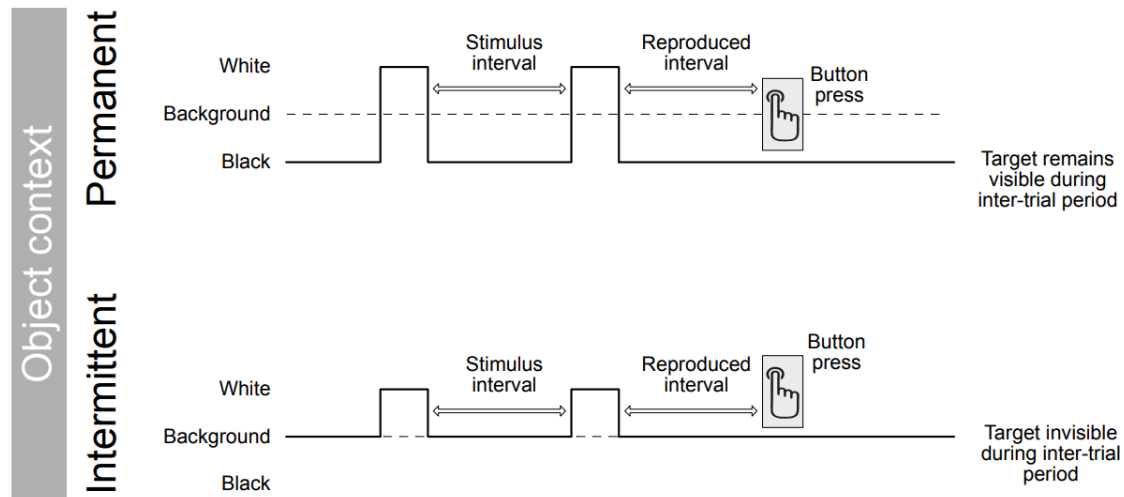 Object context
Permanent
White
Background
Black
Stimulus
interval
Reproduced
interval
Button
press
Target remains
visible during
inter-trial period
Intermittent
White
Background
Black
Stimulus
interval
Reproduced
interval
Button
press
Target invisible
during inter-trial
period